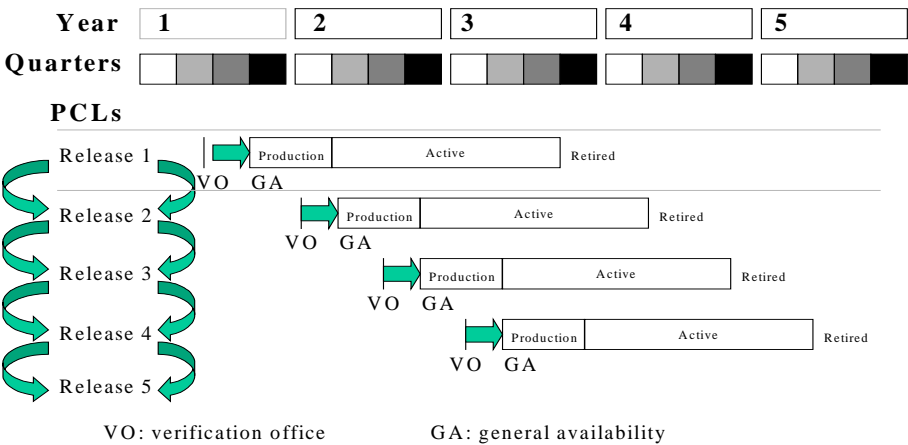 Year 1 2 3 4 5
Quarters
PCLs
Release 1 Production Active Retired
VO GA
Release 2 Production Active Retired
VO GA
Release 3 Production Active Retired
VO GA
Release 4 Production Active Retired
VO GA
Release 5
VO: verification office GA: general availability